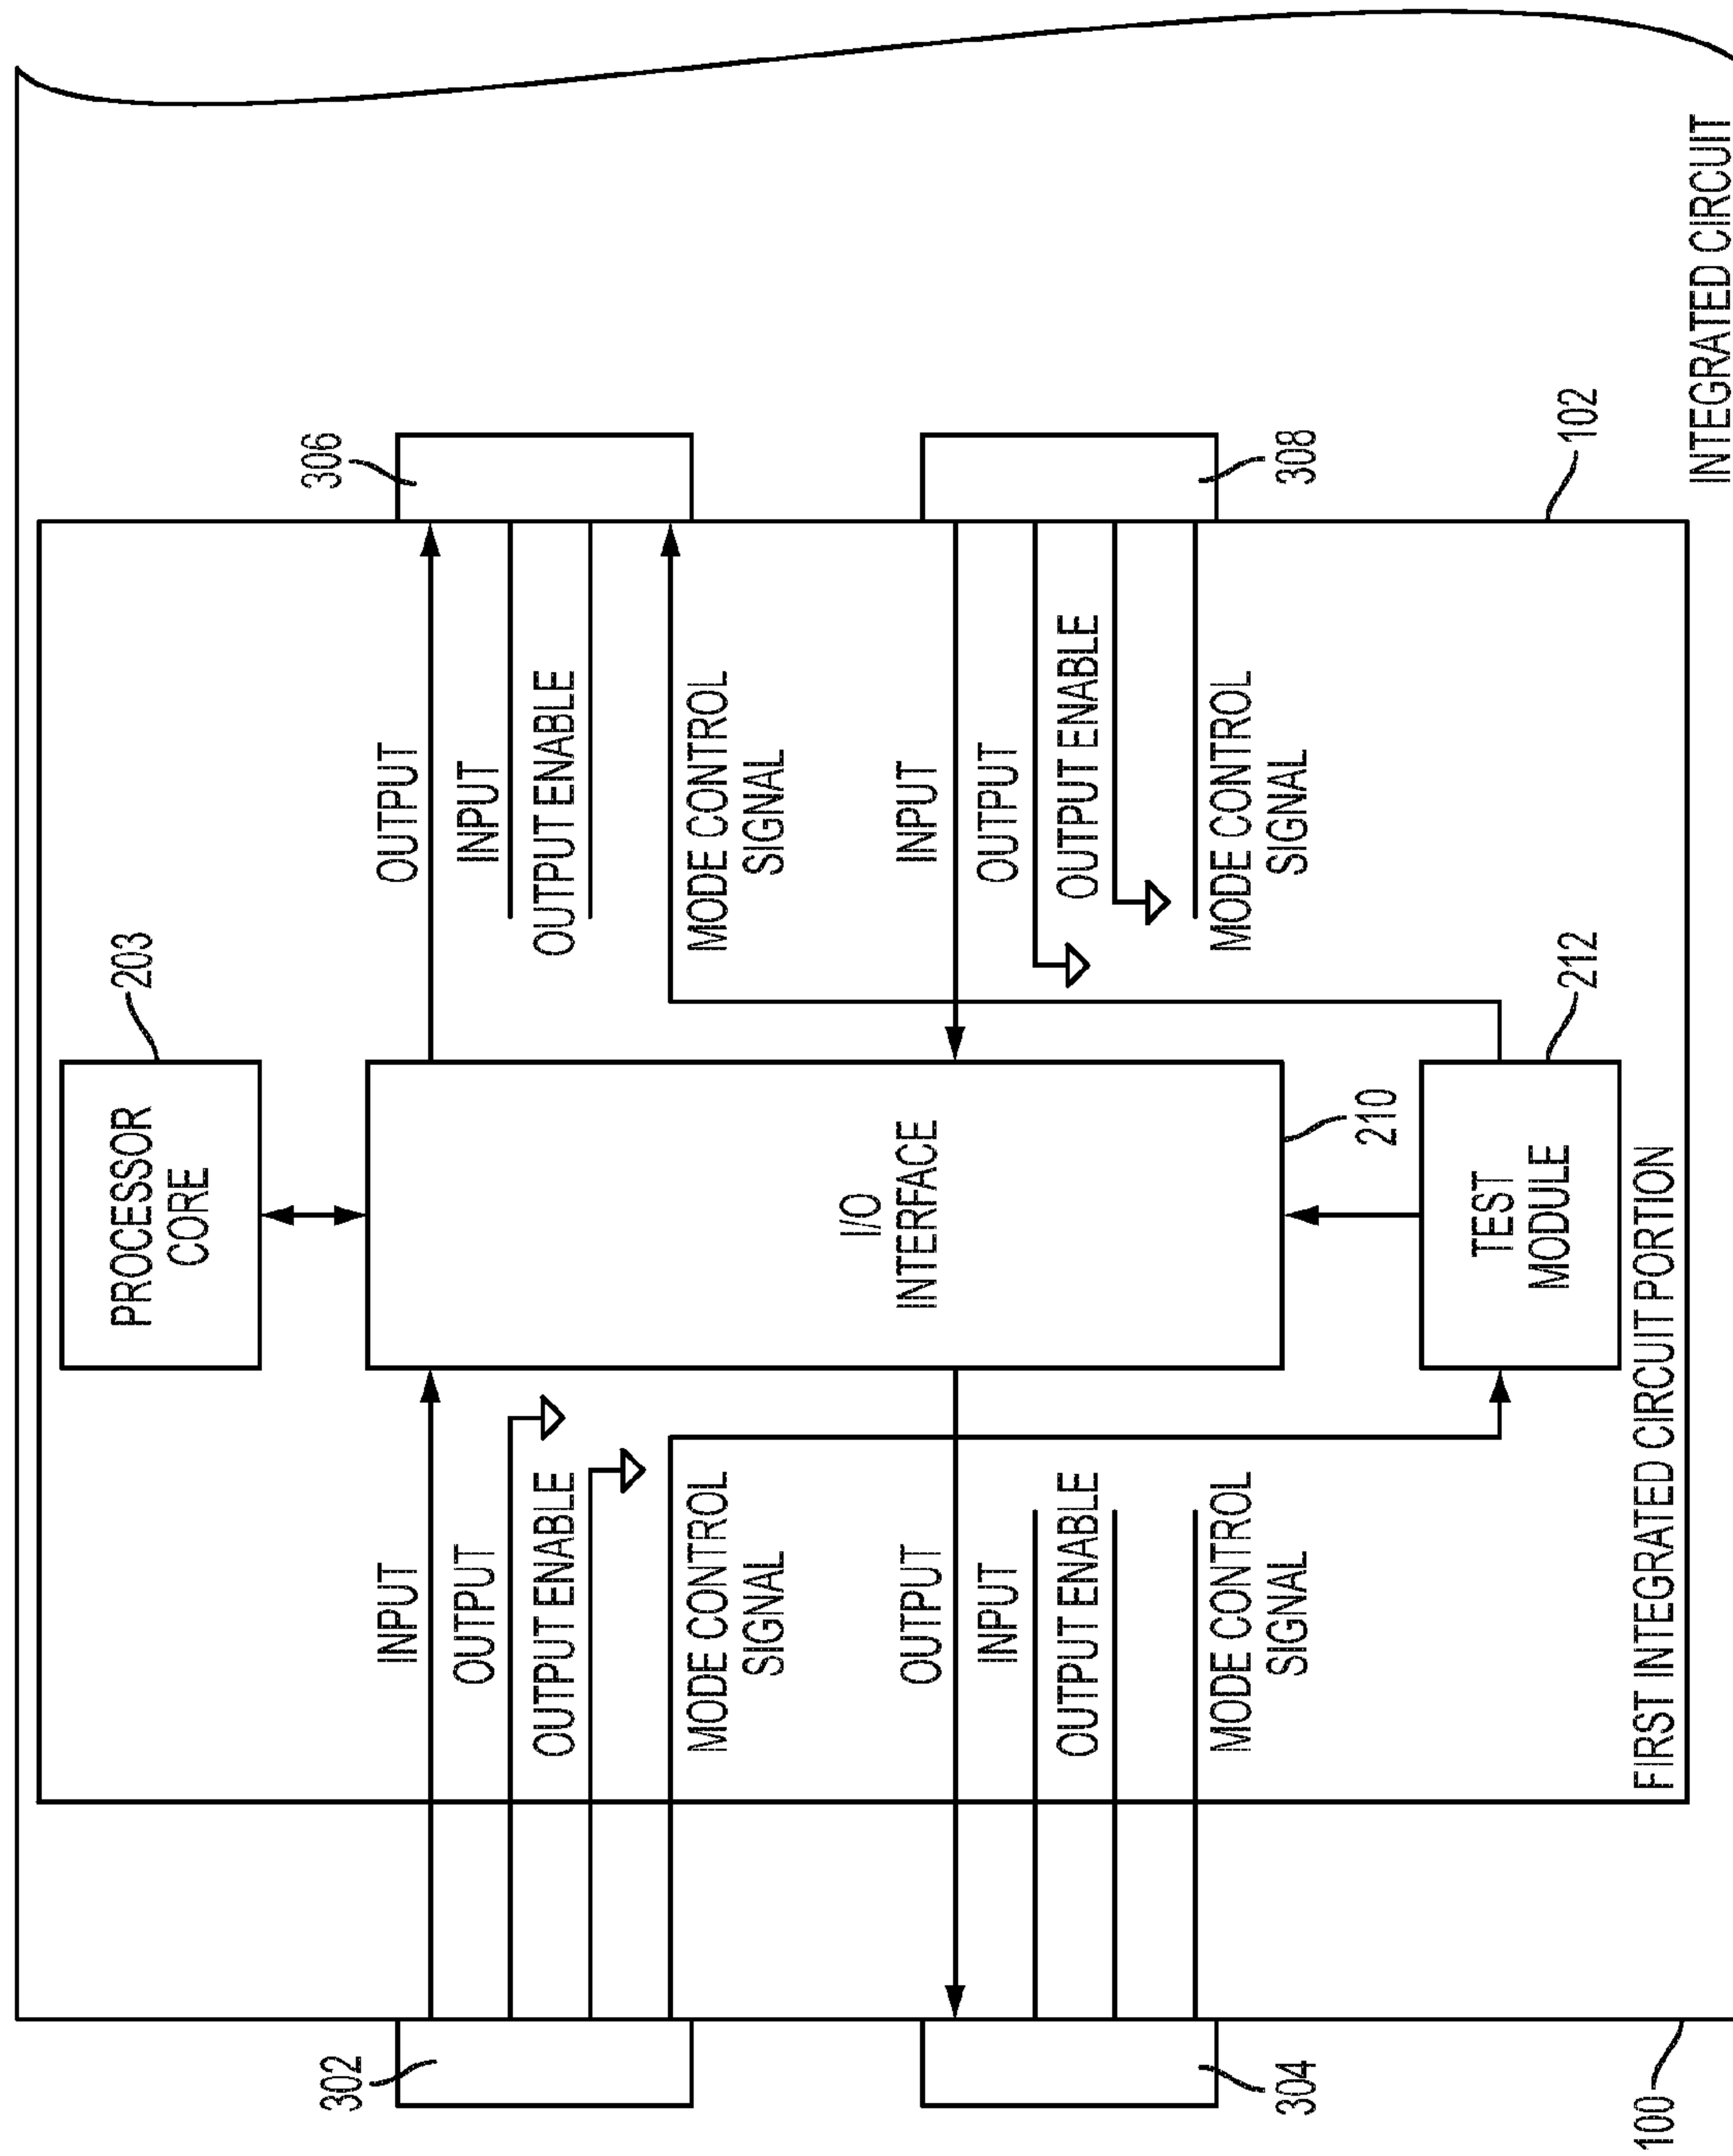 203
PROCESSOR
CORE
302
306
INPUT
OUTPUT
OUTPUT
INPUT
OUTPUT ENABLE
OUTPUT ENABLE
MODE CONTROL
SIGNAL
MODE CONTROL
SIGNAL
I/O
INTERFACE
OUTPUT
INPUT
INPUT
OUTPUT
OUTPUT ENABLE
OUTPUT ENABLE
MODE CONTROL
SIGNAL
MODE CONTROL
SIGNAL
304
308
210
TEST
MODULE
212
102
FIRST INTEGRATED CIRCUIT PORTION
100
INTEGRATED CIRCUIT